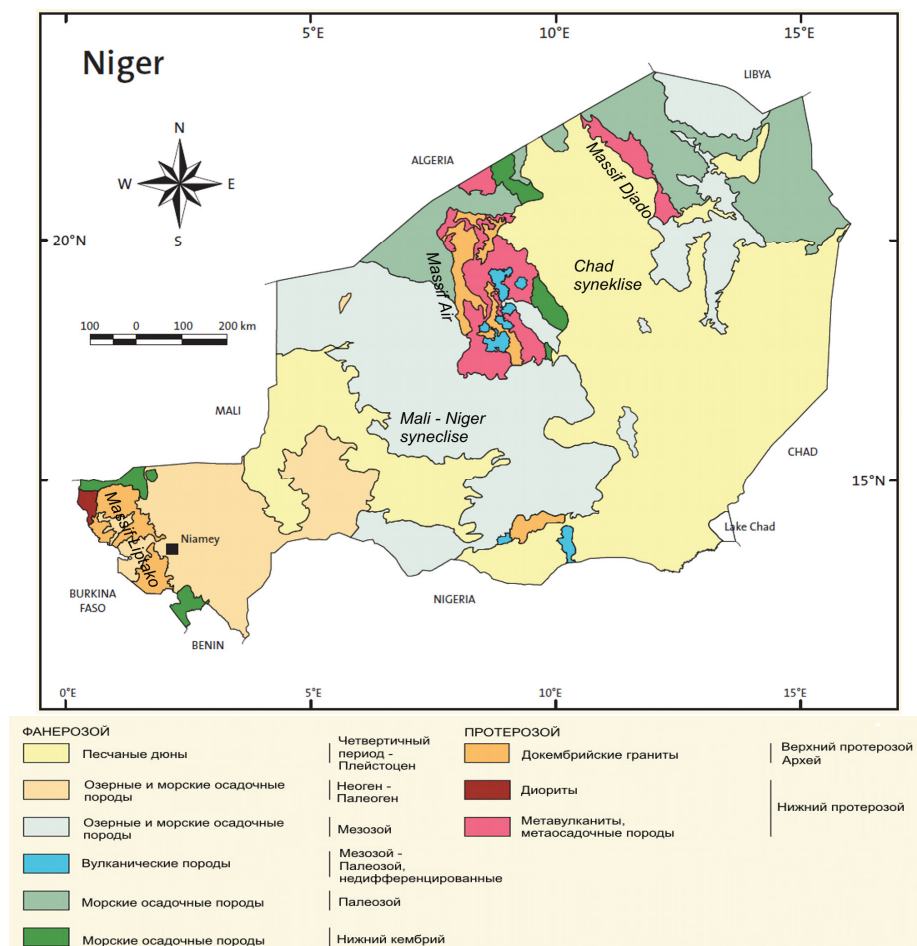 5°E
10°E
15°E
Niger
LIBYA
N
ALGERIA
W
E
Massif Djado
S
20°N
Massif Air
Chad
syneklise
100
0
100
200 km
MALI
Mali - Niger
syneclise
CHAD
15°N
Massif Liptako
Niamey
Lake Chad
BURKINA
FASO
NIGERIA
BENIN
0°E
5°E
10°E
15°E
ФАНЕРОЗОЙ
Песчаные дюны
Четвертичный
период -
Плейстоцен
Озерные и морские осадочные
породы
Неоген -
Палеоген
Озерные и морские осадочные
породы
Мезозой
Вулканические породы
Мезозой -
Палеозой,
недифференцированные
Морские осадочные породы
Палеозой
Морские осадочные породы
Нижний кембрий
ПРОТЕРОЗОЙ
Докембрийские граниты
Верхний протерозой
Архей
Диориты
Нижний протерозой
Метавулканиты,
метаосадочные породы